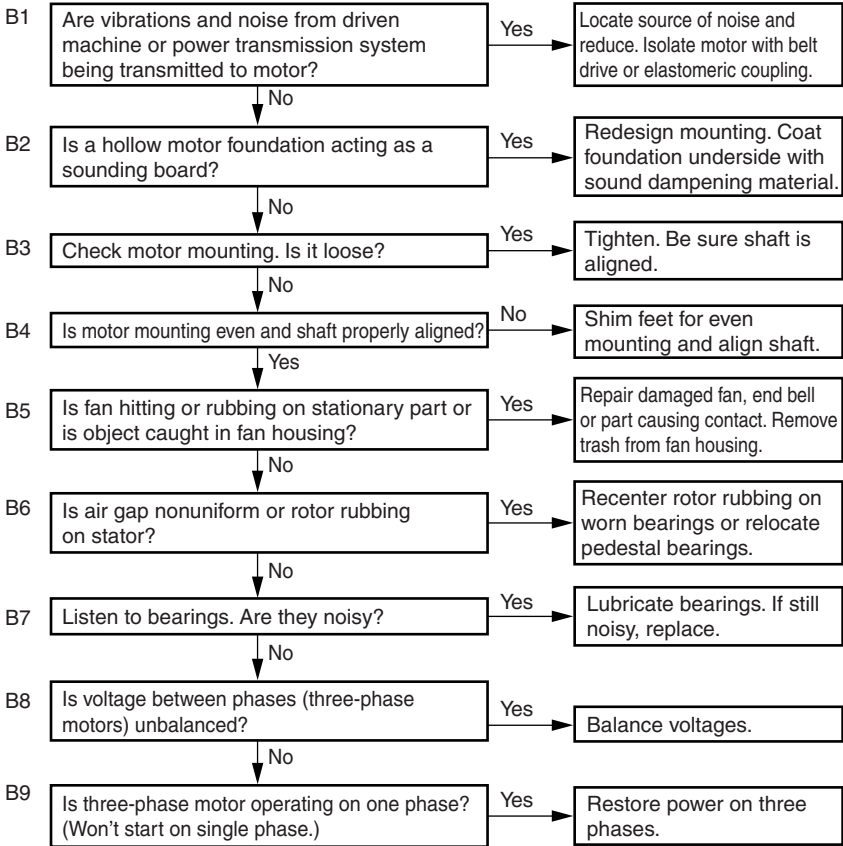 B1
Are vibrations and noise from driven
machine or power transmission system
being transmitted to motor?
Yes
Locate source of noise and
reduce. Isolate motor with belt
drive or elastomeric coupling.
No
B2
Is a hollow motor foundation acting as a
sounding board?
Yes
Redesign mounting. Coat
foundation underside with
sound dampening material.
No
B3
Check motor mounting. Is it loose?
Yes
Tighten. Be sure shaft is
aligned.
No
B4
Is motor mounting even and shaft properly aligned?
No
Shim feet for even
mounting and align shaft.
Yes
B5
Is fan hitting or rubbing on stationary part or
is object caught in fan housing?
Yes
Repair damaged fan, end bell
or part causing contact. Remove
trash from fan housing.
No
B6
Is air gap nonuniform or rotor rubbing
on stator?
Yes
Recenter rotor rubbing on
worn bearings or relocate
pedestal bearings.
No
B7
Listen to bearings. Are they noisy?
Yes
Lubricate bearings. If still
noisy, replace.
No
B8
Is voltage between phases (three-phase
motors) unbalanced?
Yes
Balance voltages.
No
B9
Is three-phase motor operating on one phase?
(Won't start on single phase.)
Yes
Restore power on three
phases.